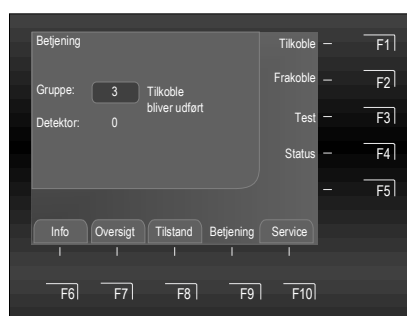 Betjening
Tilkoble
F1
Frakoble
F2
Gruppe:
3
Tilkoble
bliver udført
Detektor:
0
Test
F3
Status
F4
F5
Info
Oversigt
Tilstand
Betjening
Service
F6
F7
F8
F9
F10